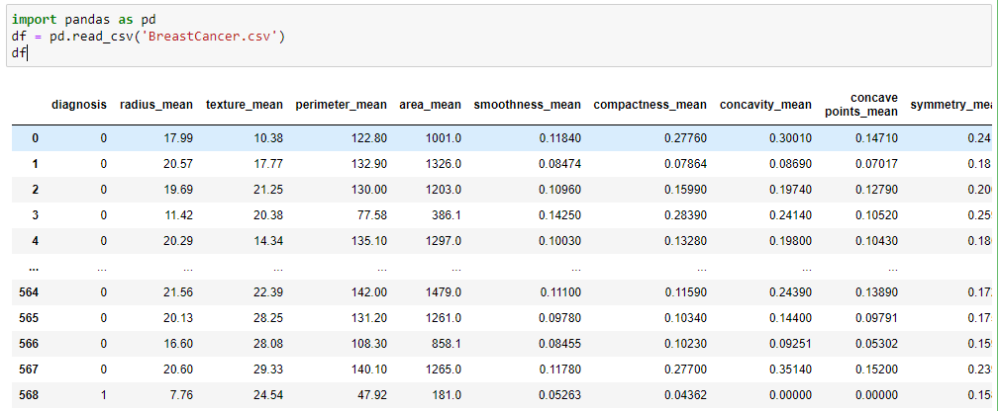 import pandas as pd
df = pd.read_csv('BreastCancer.csv')
df
diagnosis radius_mean texture_mean perimeter_mean area_mean smoothness_mean compactness_mean concavity_mean concave points_mean symmetry_mea
0 0 17.99 10.38 122.80 1001.0 0.11840 0.27760 0.30010 0.14710 0.24
1 0 20.57 17.77 132.90 1326.0 0.08474 0.07864 0.08690 0.07017 0.18
2 0 19.69 21.25 130.00 1203.0 0.10960 0.15990 0.19740 0.12790 0.20
3 0 11.42 20.38 77.58 386.1 0.14250 0.28390 0.24140 0.10520 0.25
4 0 20.29 14.34 135.10 1297.0 0.10030 0.13280 0.19800 0.10430 0.18
... ... ... ... ... ... ... ... ... ...
564 0 21.56 22.39 142.00 1479.0 0.11100 0.11590 0.24390 0.13890 0.17
565 0 20.13 28.25 131.20 1261.0 0.09780 0.10340 0.14400 0.09791 0.17
566 0 16.60 28.08 108.30 858.1 0.08455 0.10230 0.09251 0.05302 0.15
567 0 20.60 29.33 140.10 1265.0 0.11780 0.27700 0.35140 0.15200 0.23
568 1 7.76 24.54 47.92 181.0 0.05263 0.04362 0.00000 0.00000 0.15